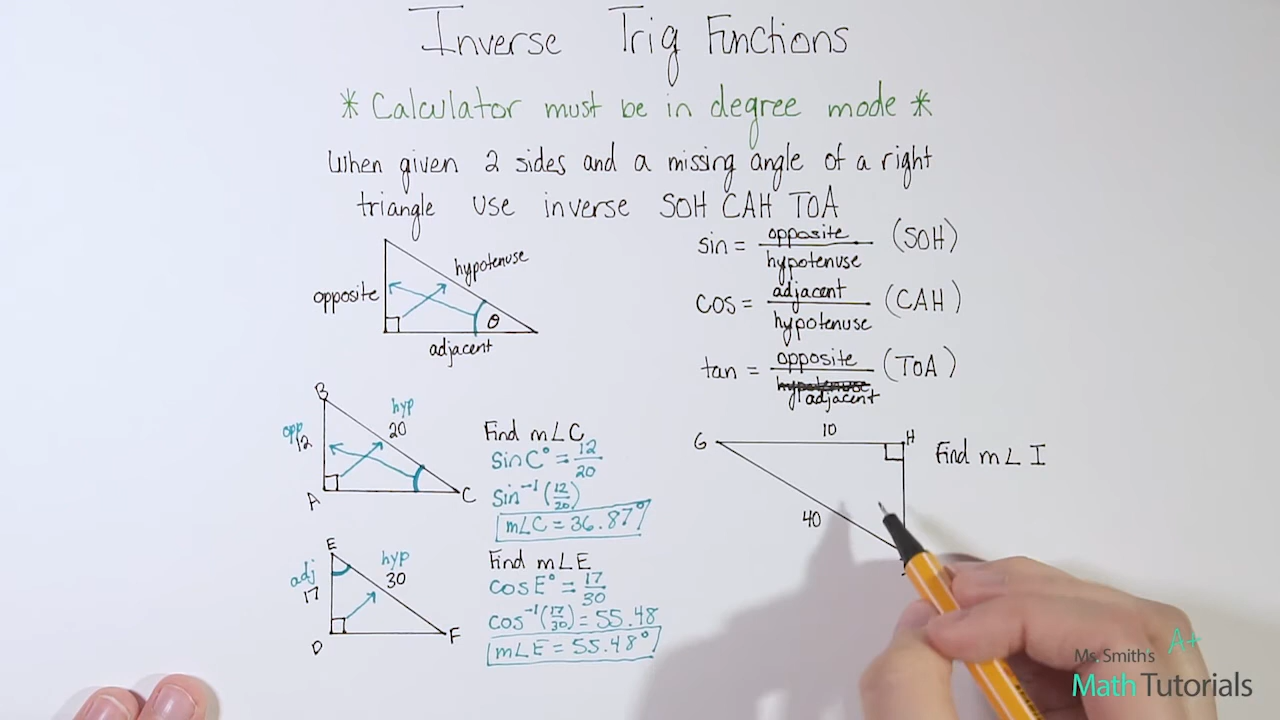 Inverse Trig Functions
* Calculator must be in degree mode *
When given 2 sides and a missing angle of a right
triangle use inverse SOH CAH TOA
opposite
hypotenuse
θ
adjacent
sin = opposite/hypotenuse (SOH)
cos = adjacent/hypotenuse (CAH)
tan = opposite/adjacent (TOA)
B
opp
12
hyp
20
A
C
Find m∠C
Sin C° = 12/20
Sin⁻¹(12/20)
m∠C = 36.87°
E
adj
17
hyp
30
D
F
Find m∠E
cos E° = 17/30
cos⁻¹(17/30) = 55.48
m∠E = 55.48°
G
10
H
40
Find m∠I
A+
Ms. Smith's
Math Tutorials